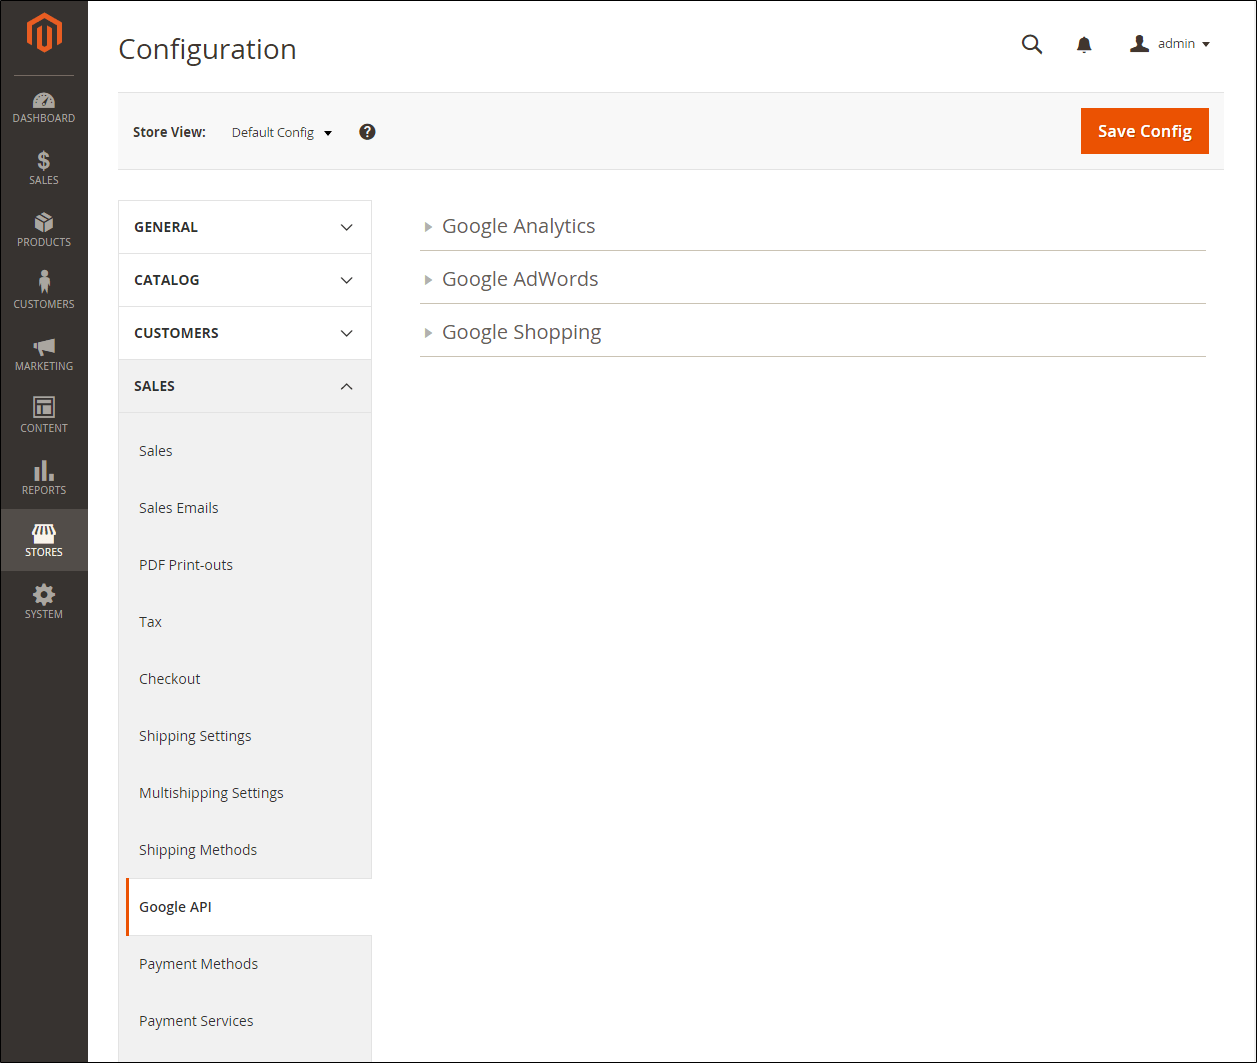 Configuration
admin
DASHBOARD
SALES
PRODUCTS
CUSTOMERS
MARKETING
CONTENT
REPORTS
STORES
SYSTEM
Store View: Default Config
Save Config
GENERAL
CATALOG
CUSTOMERS
SALES
Sales
Sales Emails
PDF Print-outs
Tax
Checkout
Shipping Settings
Multishipping Settings
Shipping Methods
Google API
Payment Methods
Payment Services
Google Analytics
Google AdWords
Google Shopping